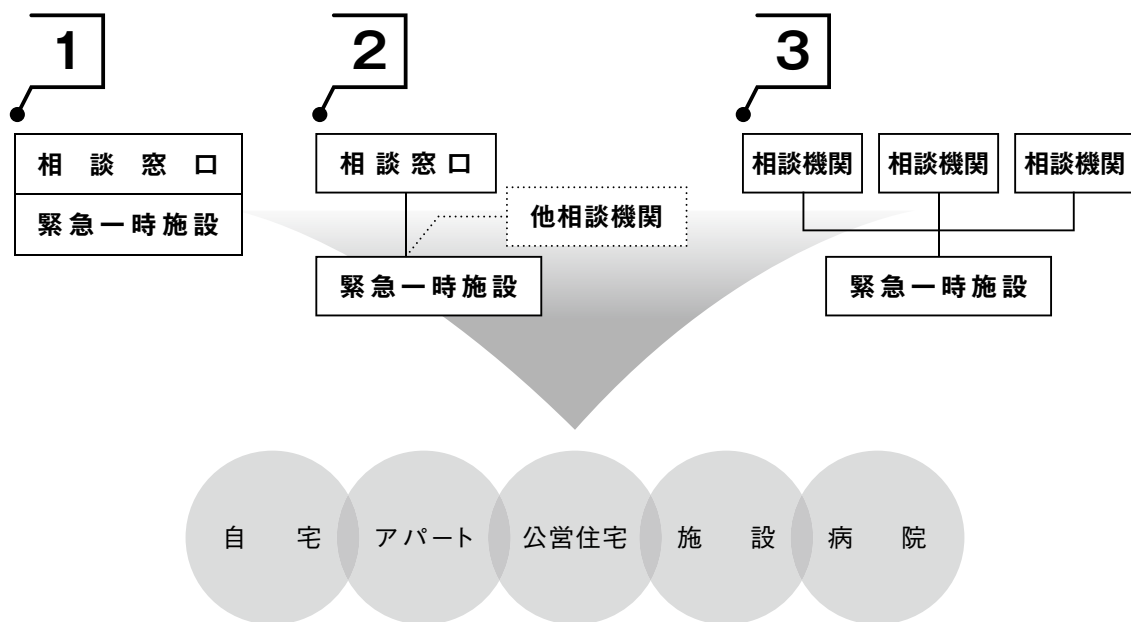 1
相談窓口
緊急一時施設
2
相談窓口
他相談機関
緊急一時施設
3
相談機関
相談機関
相談機関
緊急一時施設
自宅
アパート
公営住宅
施設
病院